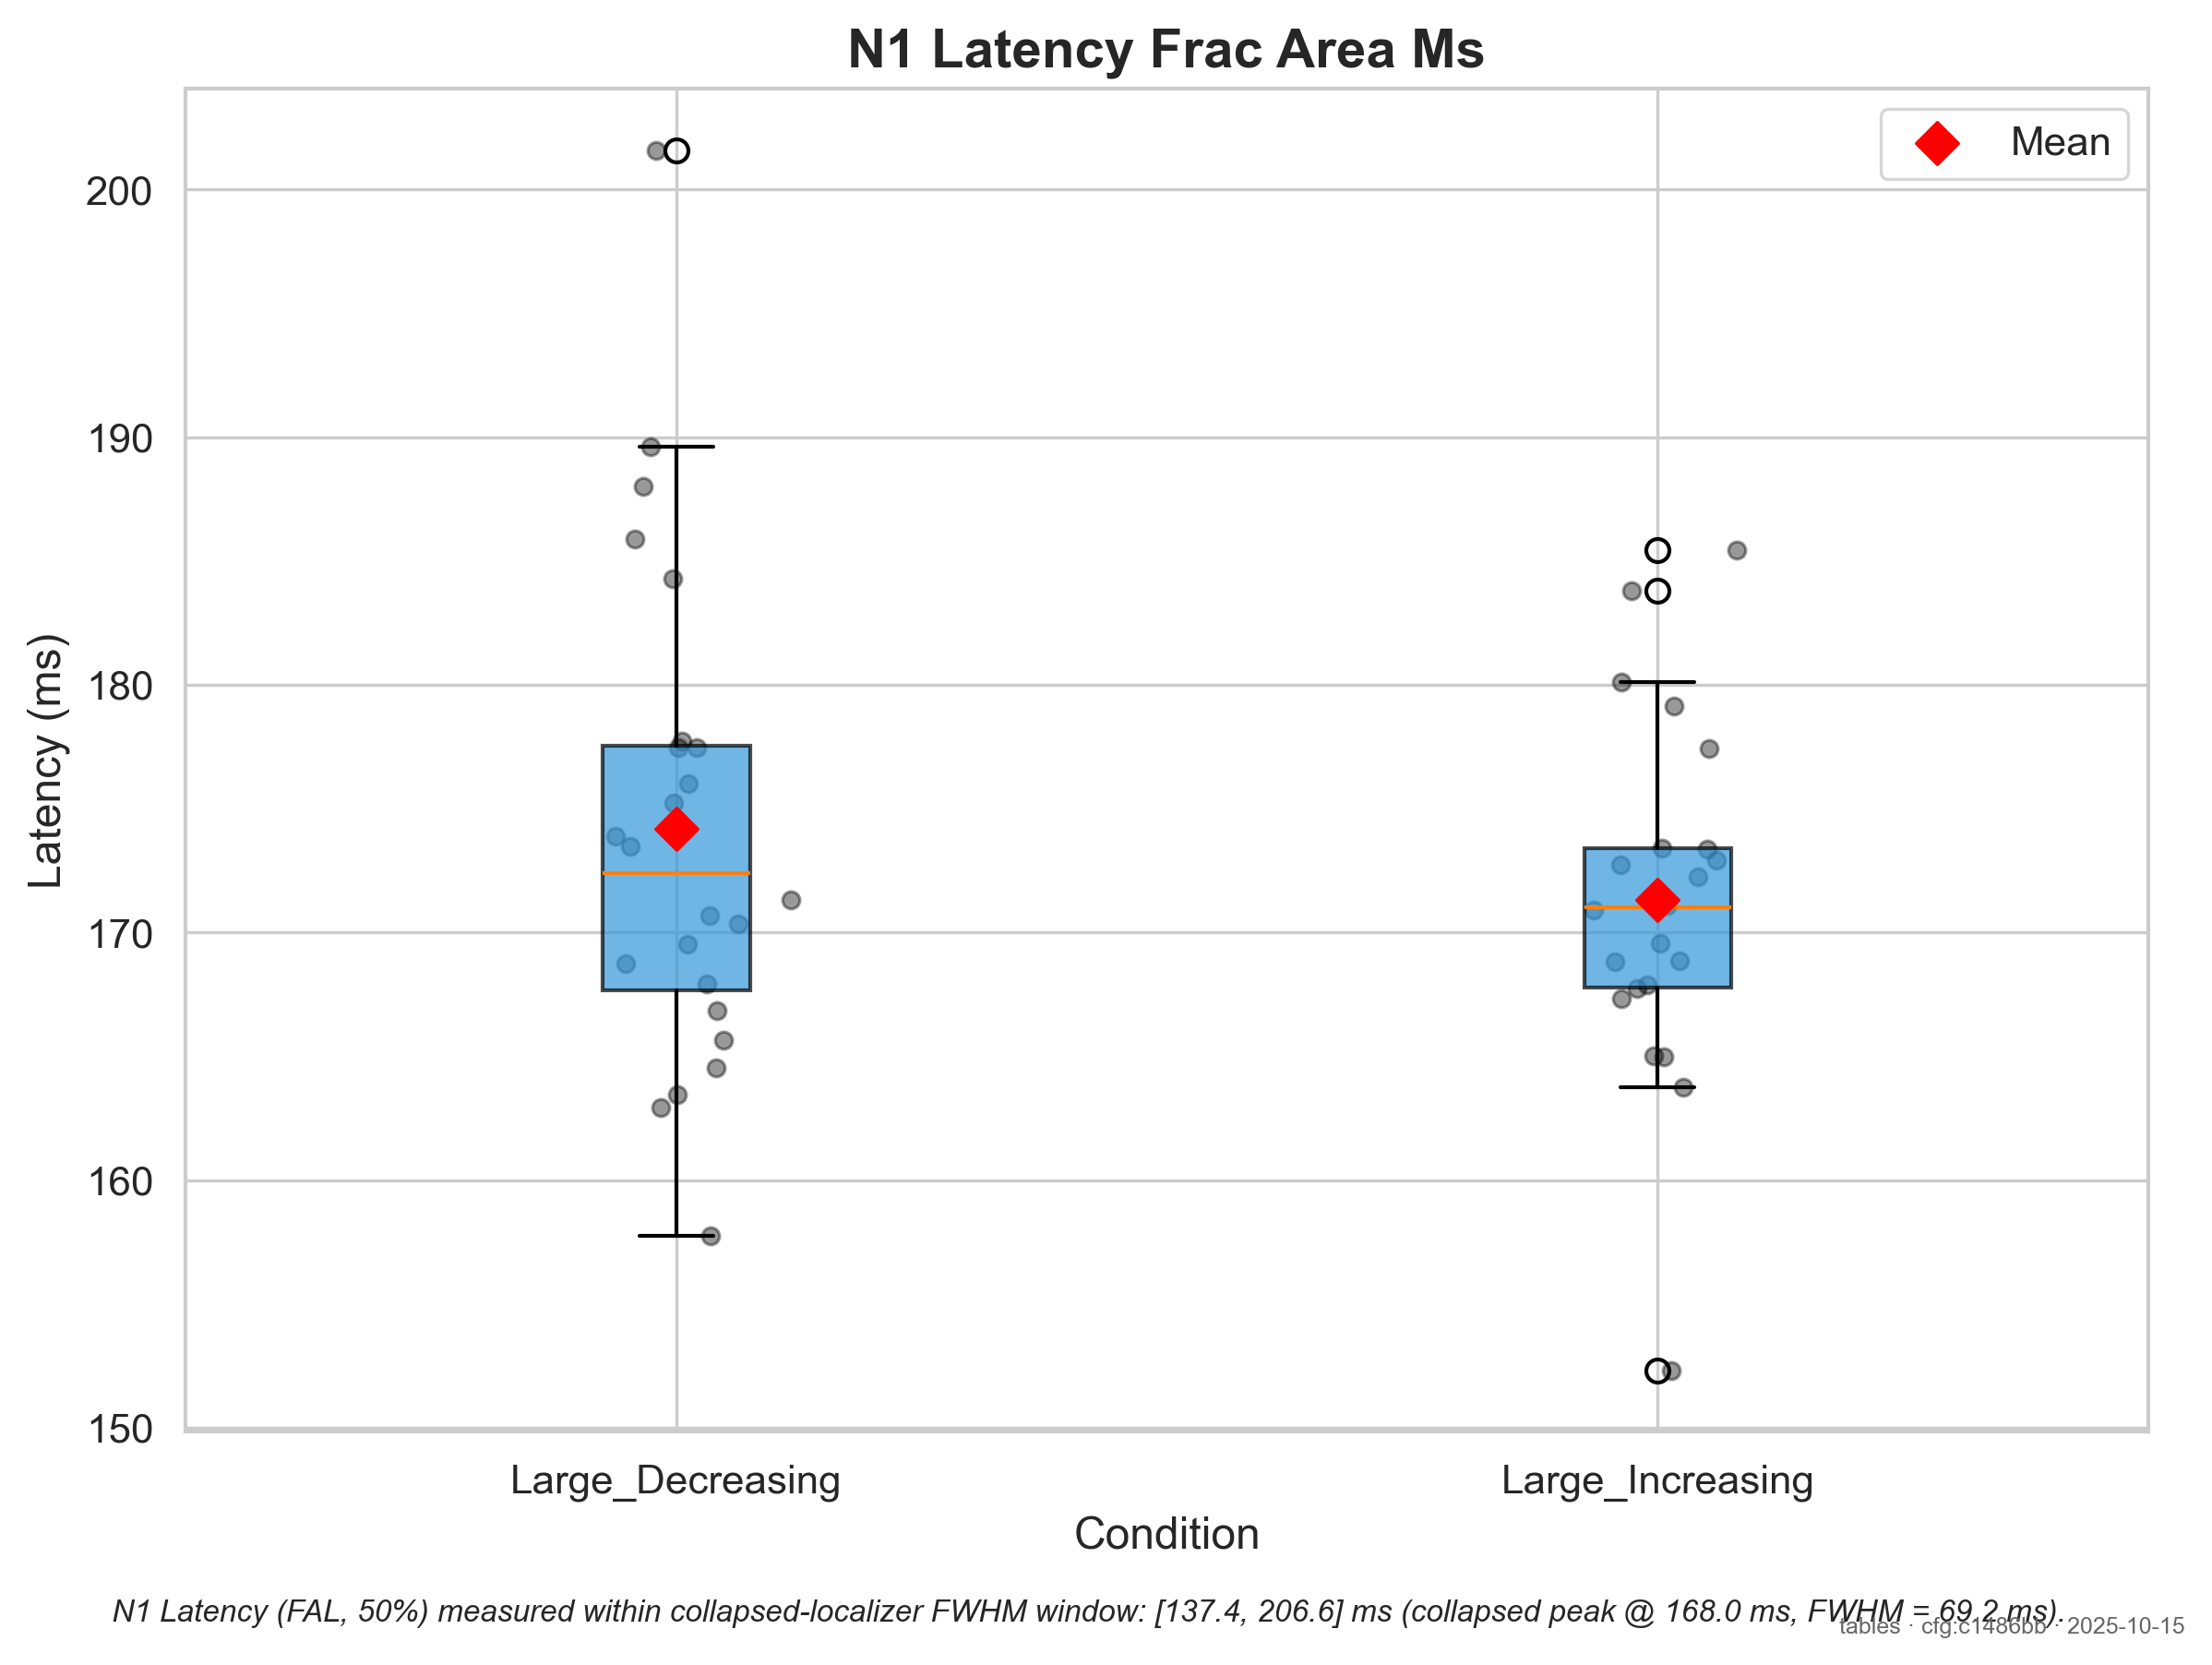 N1 Latency Frac Area Ms
Mean
200
190
180
170
160
150
Latency (ms)
Large_Decreasing
Large_Increasing
Condition
N1 Latency (FAL, 50%) measured within collapsed-localizer FWHM window: [137.4, 206.6] ms (collapsed peak @ 168.0 ms, FWHM = 69.2 ms).
tables · cfg:c1486bb · 2025-10-15